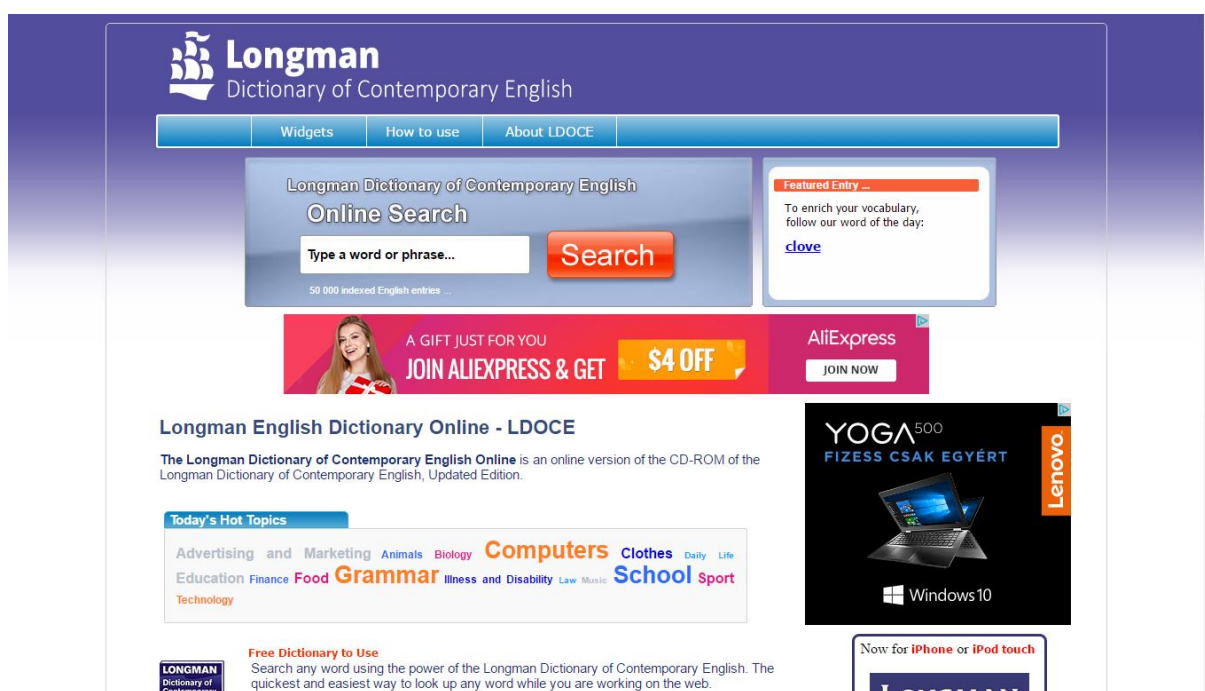 Longman
Dictionary of Contemporary English
Widgets How to use About LDOCE
Longman Dictionary of Contemporary English
Online Search
Type a word or phrase... Search
50 000 indexed English entries ...
Featured Entry ...
To enrich your vocabulary,
follow our word of the day:
clove
A GIFT JUST FOR YOU
JOIN ALIEXPRESS & GET $4 OFF
AliExpress
JOIN NOW
Longman English Dictionary Online - LDOCE
The Longman Dictionary of Contemporary English Online is an online version of the CD-ROM of the
Longman Dictionary of Contemporary English, Updated Edition.
Today's Hot Topics
Advertising and Marketing Animals Biology Computers Clothes Daily Life
Education Finance Food Grammar Illness and Disability Law Music School Sport
Technology
YOGA 500
FIZESS CSAK EGYÉRT
Lenovo
Windows 10
LONGMAN
Dictionary of
Contemporary
Free Dictionary to Use
Search any word using the power of the Longman Dictionary of Contemporary English. The
quickest and easiest way to look up any word while you are working on the web.
Now for iPhone or iPod touch
LONGMAN